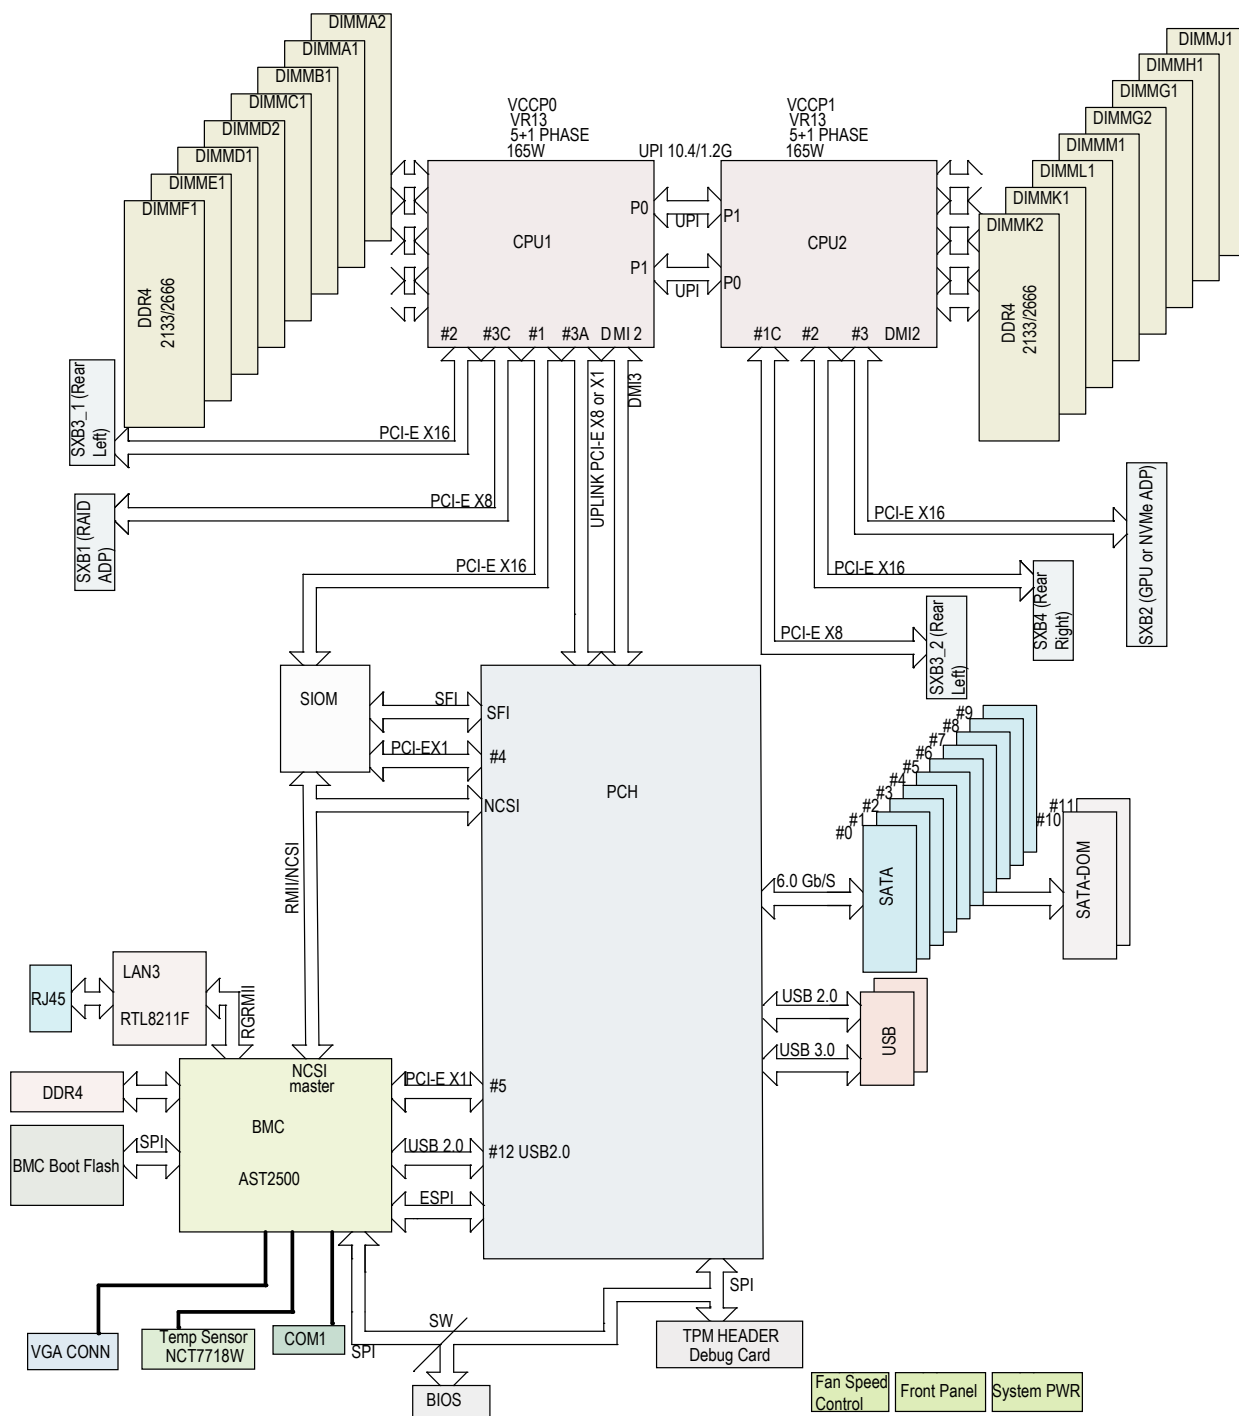 DIMMA2
DIMMA1
DIMMB1
DIMMC1
DIMMD2
DIMMD1
DIMME1
DIMMF1
DDR4
2133/2666
VCCP0
VR13
5+1 PHASE
165W
UPI 10.4/1.2G
VCCP1
VR13
5+1 PHASE
165W
DIMMJ1
DIMMH1
DIMMG1
DIMMG2
DIMMM1
DIMML1
DIMMK1
DIMMK2
DDR4
2133/2666
CPU1
P0
P1
UPI
UPI
P1
P0
CPU2
#2
#3C
#1
#3A
DMI 2
#1C
#2
#3
DMI2
SXB3_1 (Rear
Left)
PCI-E X16
SXB1 (RAID
ADP)
PCI-E X8
PCI-E X16
UPLINK PCI-E X8 or X1
DMI3
PCI-E X16
SXB2 (GPU or NVMe ADP)
PCI-E X16
SXB4 (Rear
Right)
PCI-E X8
SXB3_2 (Rear
Left)
SIOM
SFI
SFI
PCI-EX1
#4
NCSI
PCH
RMII/NCSI
#0
#1
#2
#3
#4
#5
#6
#7
#8
#9
SATA
6.0 Gb/S
#10
#11
SATA-DOM
USB 2.0
USB 3.0
USB
RJ45
LAN3
RTL8211F
RGRMII
NCSI
master
BMC
AST2500
DDR4
SPI
BMC Boot Flash
PCI-E X1
#5
USB 2.0
#12 USB2.0
ESPI
VGA CONN
Temp Sensor
NCT7718W
COM1
SPI
SW
BIOS
SPI
TPM HEADER
Debug Card
Fan Speed
Control
Front Panel
System PWR